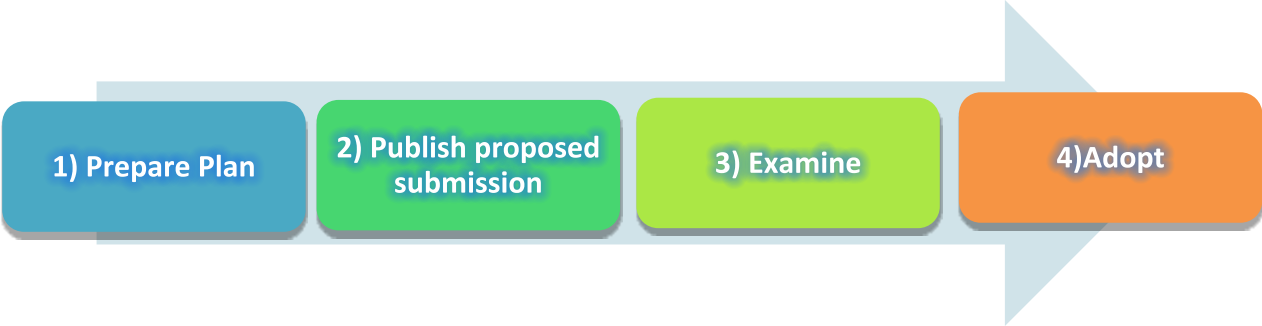 1) Prepare Plan
2) Publish proposed
submission
3) Examine
4)Adopt